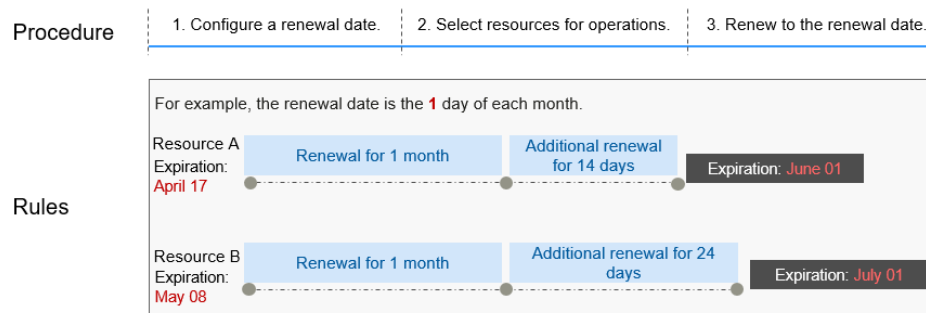 Procedure
1. Configure a renewal date.
2. Select resources for operations.
3. Renew to the renewal date.
Rules
For example, the renewal date is the 1 day of each month.
Resource A
Expiration:
April 17
Renewal for 1 month
Additional renewal
for 14 days
Expiration: June 01
Resource B
Expiration:
May 08
Renewal for 1 month
Additional renewal for 24
days
Expiration: July 01